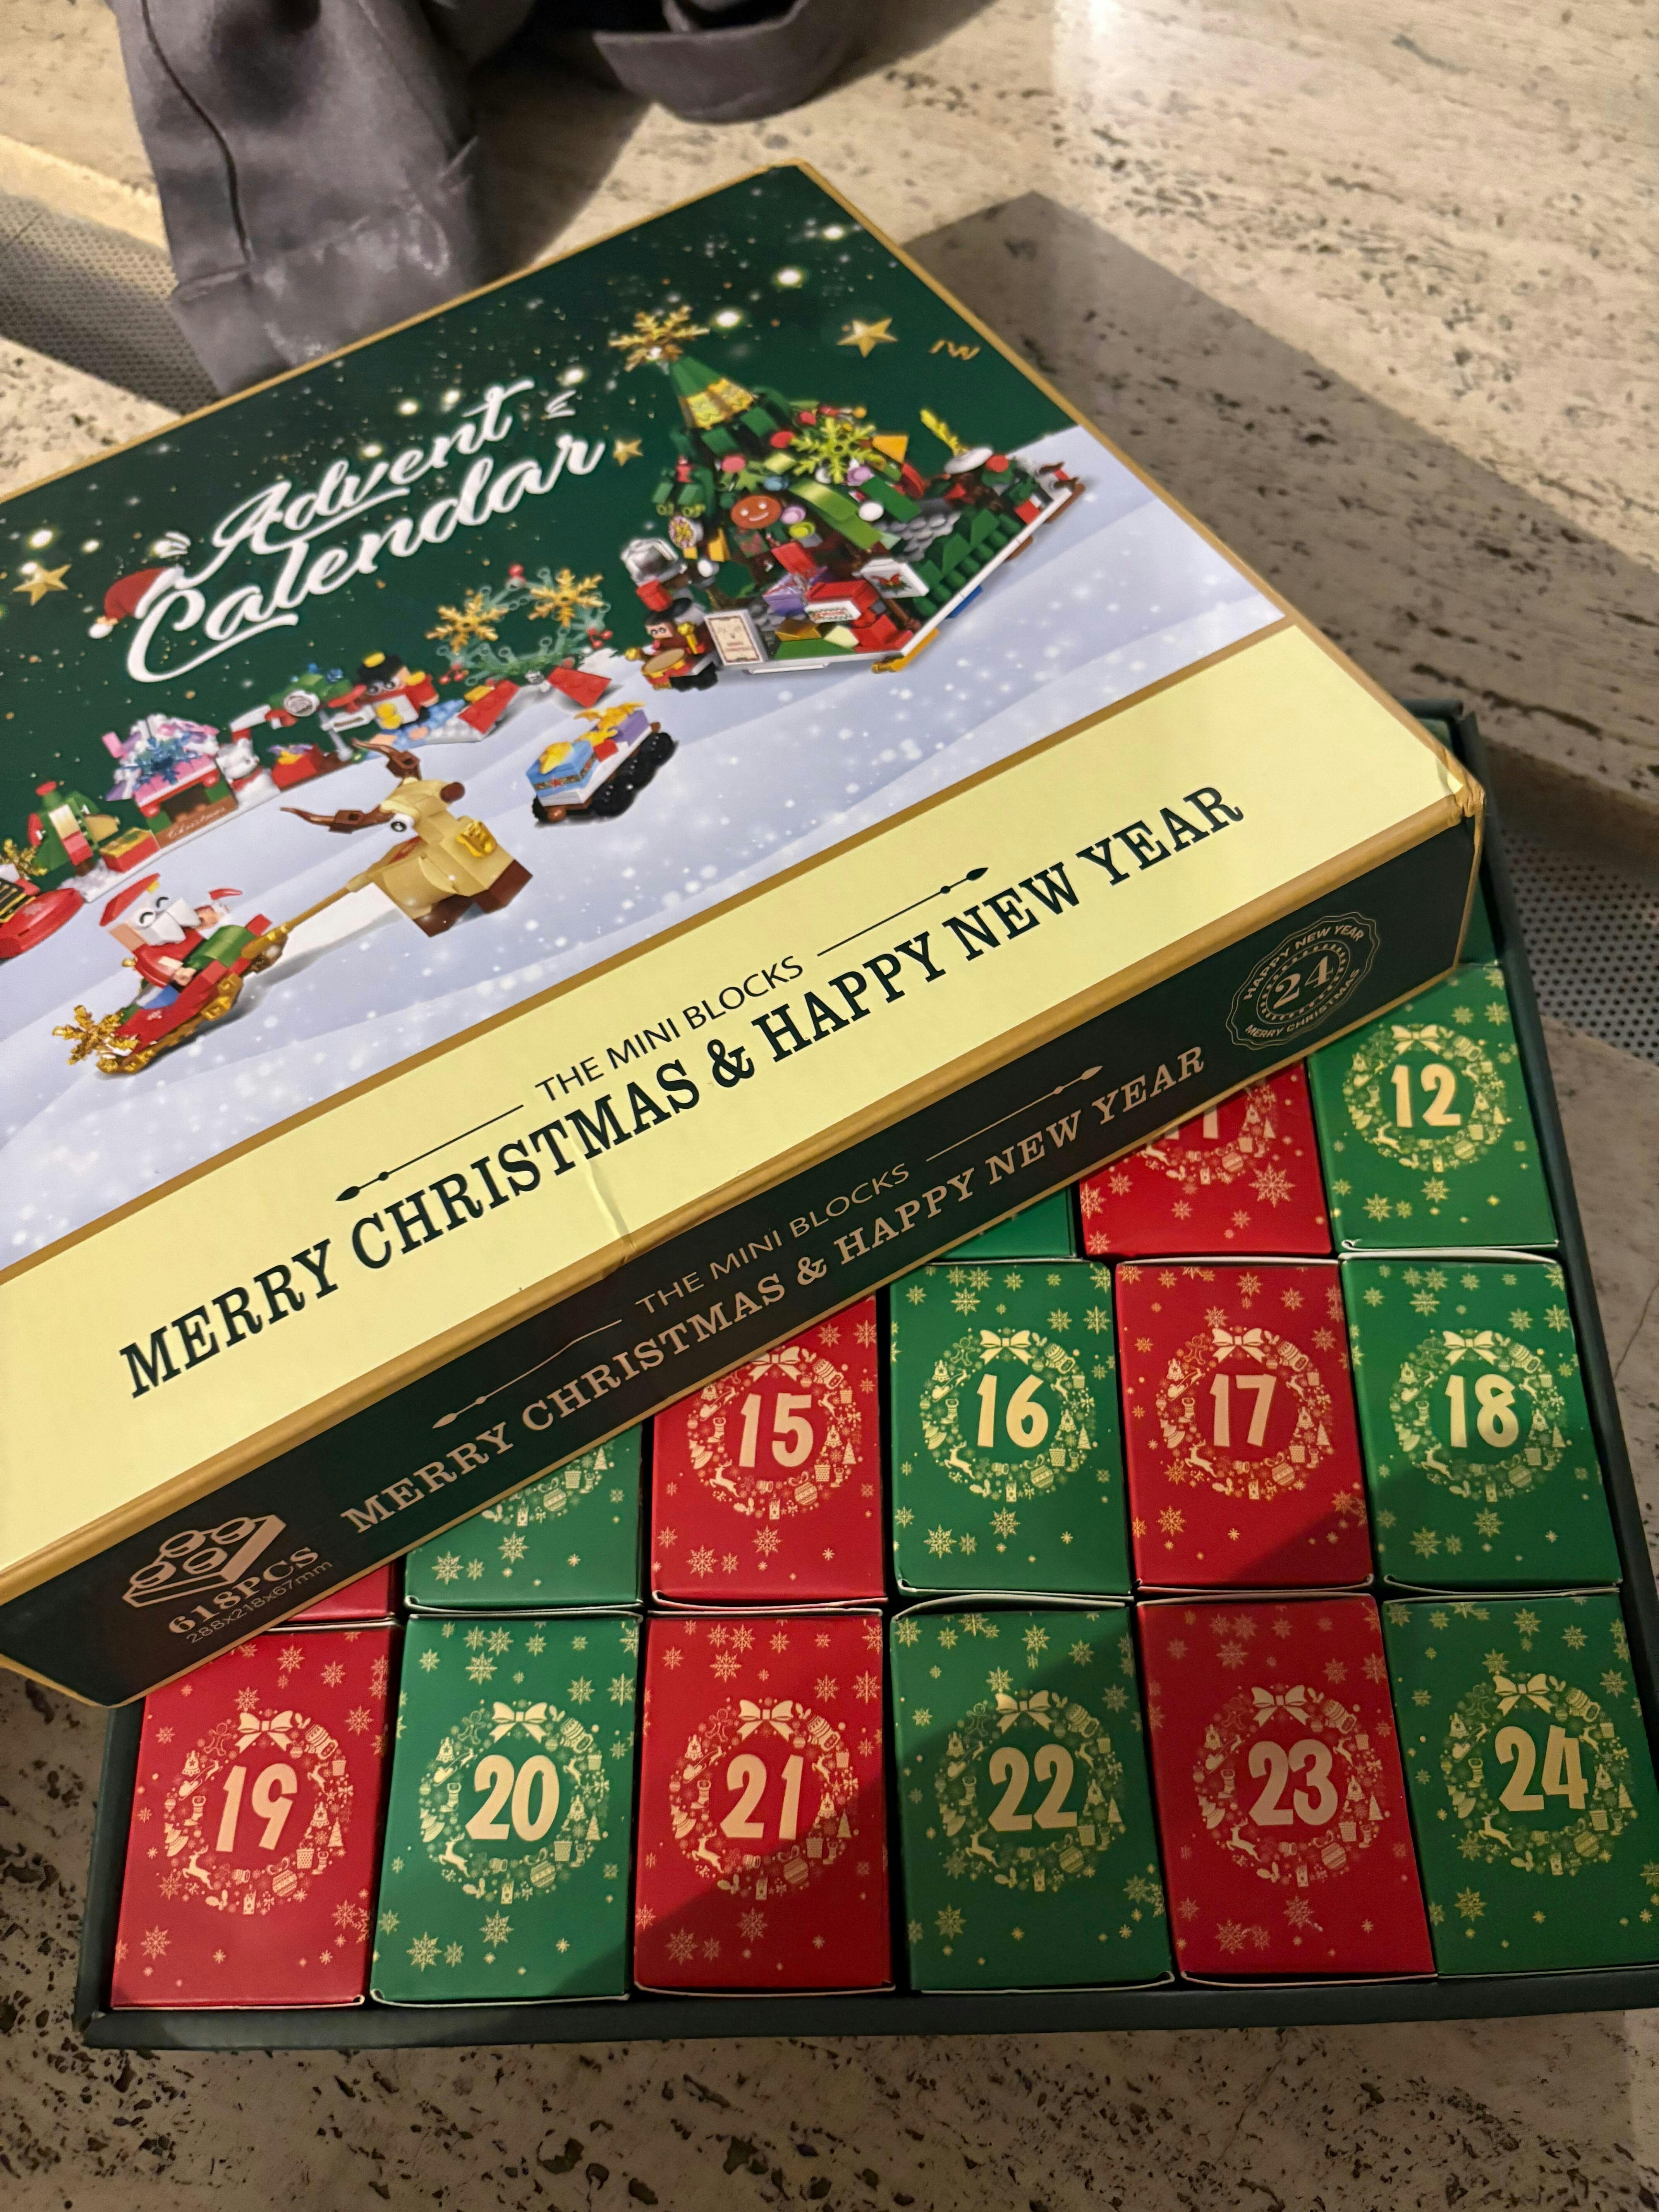 Advent
Calendar
THE MINI BLOCKS
MERRY CHRISTMAS & HAPPY NEW YEAR
HAPPY NEW YEAR
24
MERRY CHRISTMAS
THE MINI BLOCKS
MERRY CHRISTMAS & HAPPY NEW YEAR
618PCS
288x218x67mm
11
12
15
16
17
18
19
20
21
22
23
24